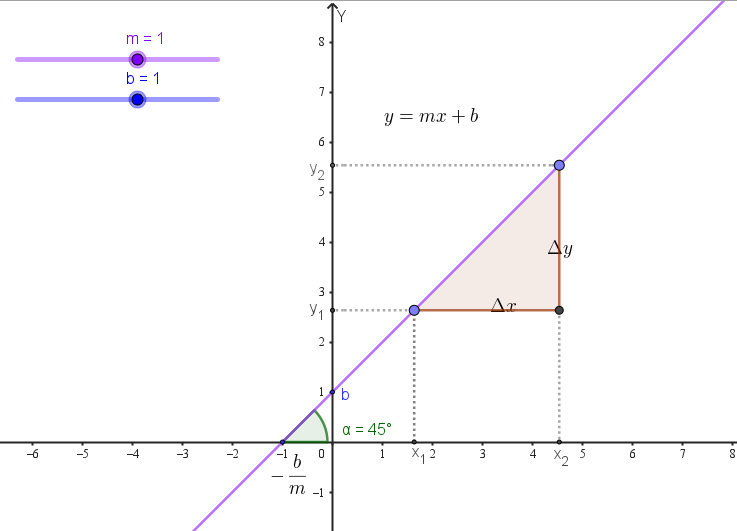 Y
m = 1
b = 1
8
7
y = mx + b
6
y₂
5
4
Δy
3
y₁
Δx
2
1
b
α = 45°
−6 −5 −4 −3 −2 −1 0 1 x₁ 2 3 4 x₂ 5 6 7 8
− b/m
−1